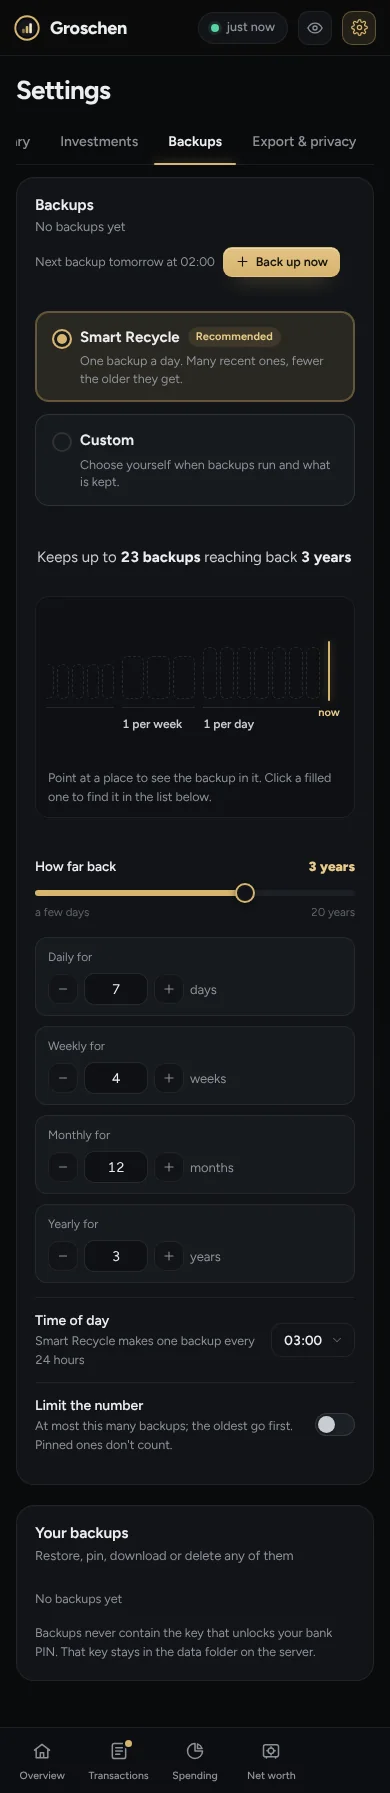 Groschen
just now
Settings
ry
Investments
Backups
Export & privacy
Backups
No backups yet
Next backup tomorrow at 02:00
Back up now
Smart Recycle
Recommended
One backup a day. Many recent ones, fewer
the older they get.
Custom
Choose yourself when backups run and what
is kept.
Keeps up to 23 backups reaching back 3 years
now
1 per week
1 per day
Point at a place to see the backup in it. Click a filled
one to find it in the list below.
How far back
3 years
a few days
20 years
Daily for
− 7 + days
Weekly for
− 4 + weeks
Monthly for
− 12 + months
Yearly for
− 3 + years
Time of day
Smart Recycle makes one backup every
24 hours
03:00
Limit the number
At most this many backups; the oldest go first.
Pinned ones don't count.
Your backups
Restore, pin, download or delete any of them
No backups yet
Backups never contain the key that unlocks your bank
PIN. That key stays in the data folder on the server.
Overview
Transactions
Spending
Net worth